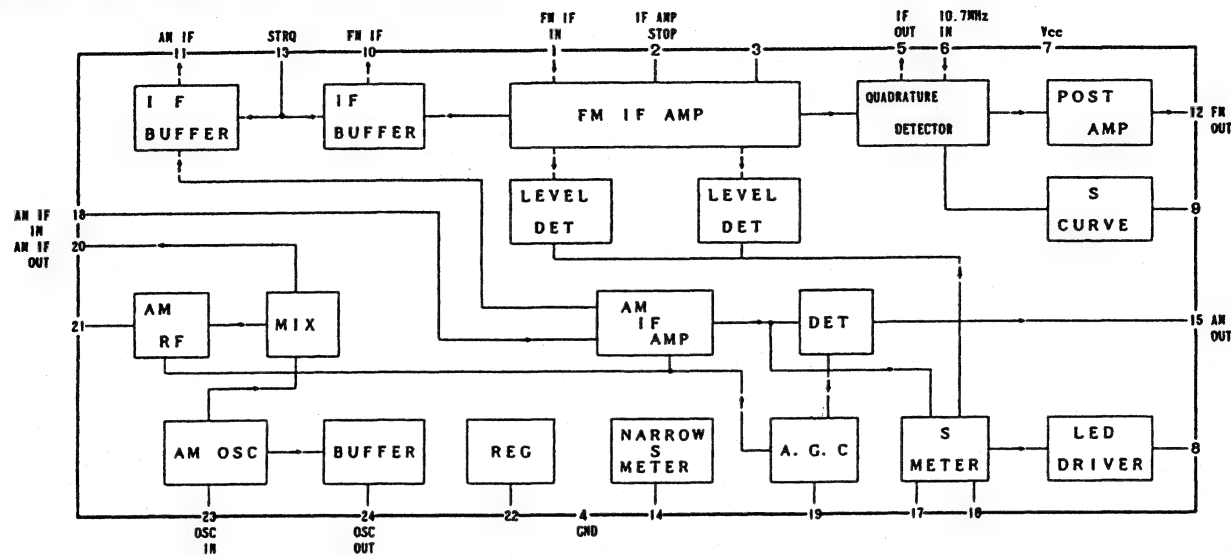 AM IF
11
STRQ
13
FM IF
10
FM IF
IN
1
IF AMP
STOP
2
3
IF
OUT
5
10.7MHz
IN
6
Vcc
7
IF
BUFFER
IF
BUFFER
FM IF AMP
QUADRATURE
DETECTOR
POST
AMP
12 FM
OUT
LEVEL
DET
LEVEL
DET
S
CURVE
9
AM IF
IN
18
AM IF
OUT
20
21
AM
RF
MIX
AM
IF
AMP
DET
15 AM
OUT
AM OSC
BUFFER
REG
NARROW
S
METER
A.G.C
S
METER
LED
DRIVER
8
23
OSC
IN
24
OSC
OUT
22
4
GND
14
19
17
16